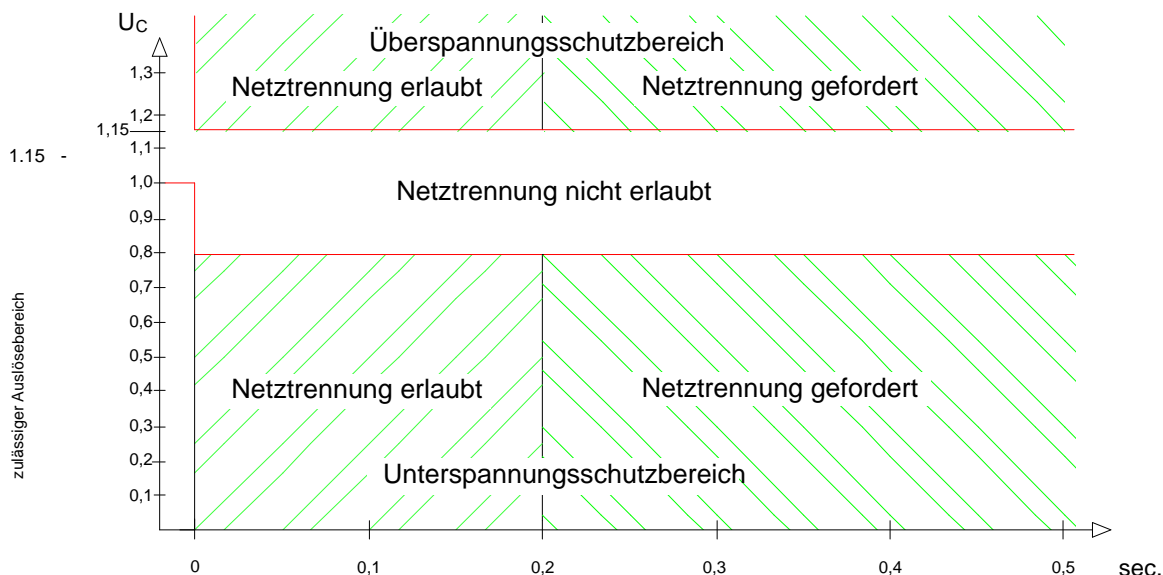 UC
Überspannungsschutzbereich
1,3
Netztrennung erlaubt
Netztrennung gefordert
1,2
1,15
1,1
1.15 -
1,0
Netztrennung nicht erlaubt
0,9
0,8
0,7
zulässiger Auslösebereich
0,6
0,5
0,4
Netztrennung erlaubt
Netztrennung gefordert
0,3
0,2
Unterspannungsschutzbereich
0,1
0 0,1 0,2 0,3 0,4 0,5 sec.